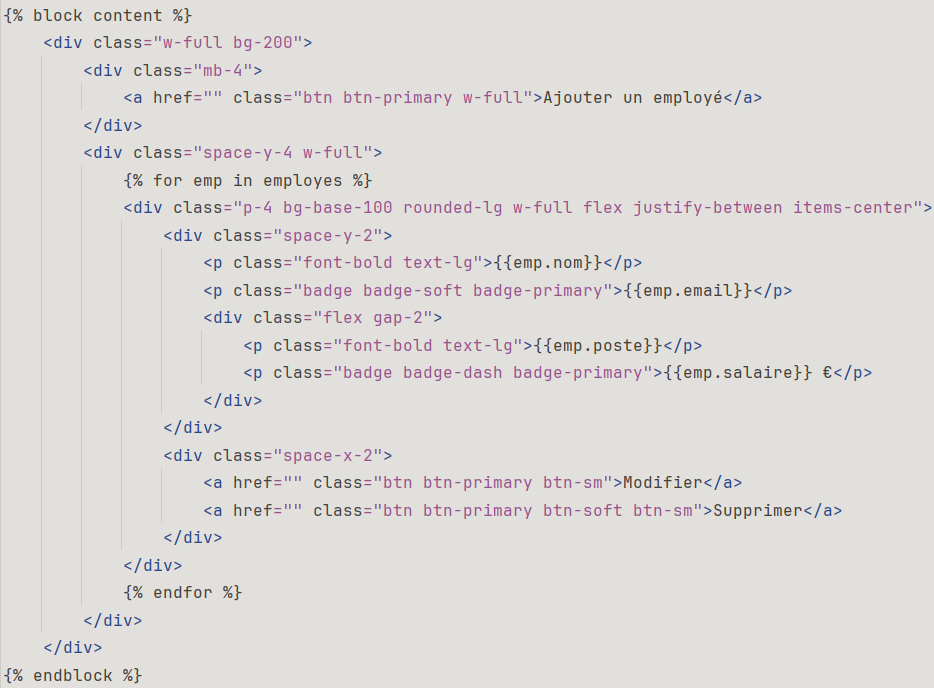 {% block content %}
<div class="w-full bg-200">
<div class="mb-4">
<a href="" class="btn btn-primary w-full">Ajouter un employé</a>
</div>
<div class="space-y-4 w-full">
{% for emp in employes %}
<div class="p-4 bg-base-100 rounded-lg w-full flex justify-between items-center">
<div class="space-y-2">
<p class="font-bold text-lg">{{emp.nom}}</p>
<p class="badge badge-soft badge-primary">{{emp.email}}</p>
<div class="flex gap-2">
<p class="font-bold text-lg">{{emp.poste}}</p>
<p class="badge badge-dash badge-primary">{{emp.salaire}} €</p>
</div>
</div>
<div class="space-x-2">
<a href="" class="btn btn-primary btn-sm">Modifier</a>
<a href="" class="btn btn-primary btn-soft btn-sm">Supprimer</a>
</div>
</div>
{% endfor %}
</div>
</div>
{% endblock %}